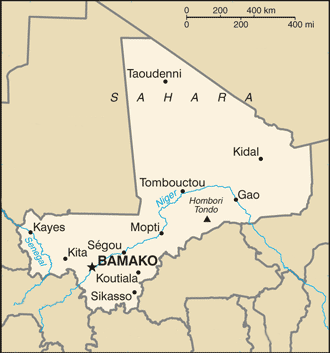 0 200 400 km
0 200 400 mi
Taoudenni
SAHARA
Kidal
Tombouctou
Niger
Gao
Hombori
Tondo
Kayes
Senegal
Mopti
Ségou
Kita
BAMAKO
Koutiala
Sikasso